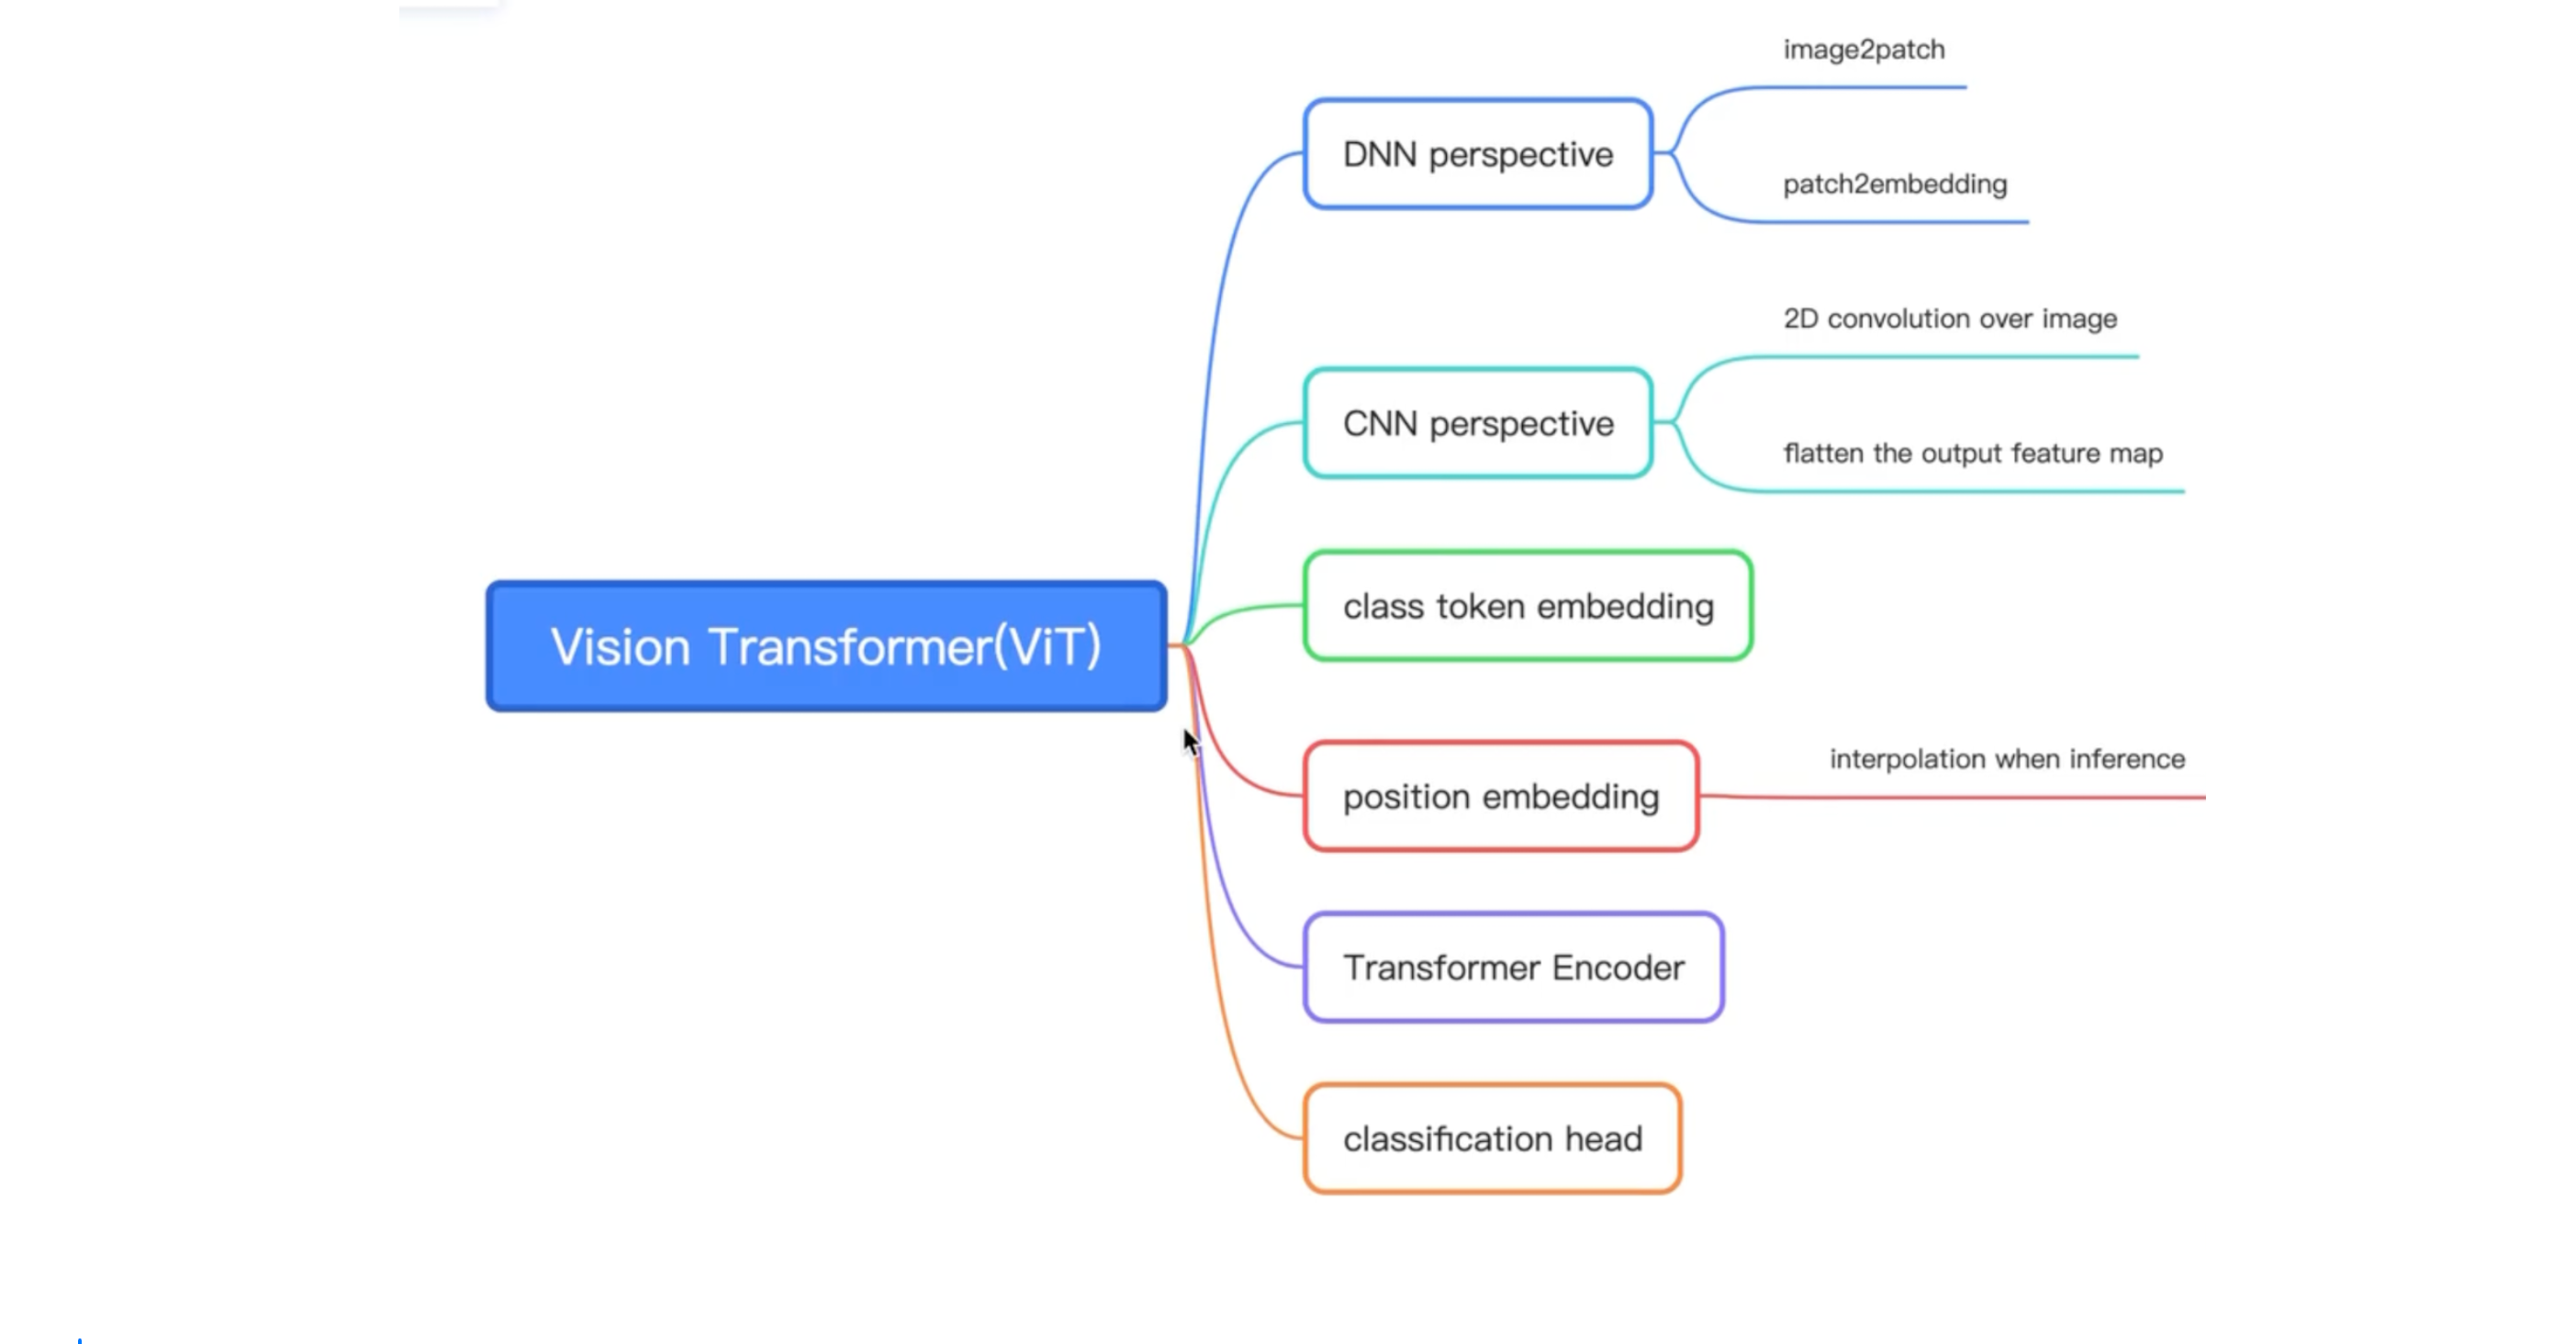 Vision Transformer(ViT)
DNN perspective
image2patch
patch2embedding
CNN perspective
2D convolution over image
flatten the output feature map
class token embedding
position embedding
interpolation when inference
Transformer Encoder
classification head